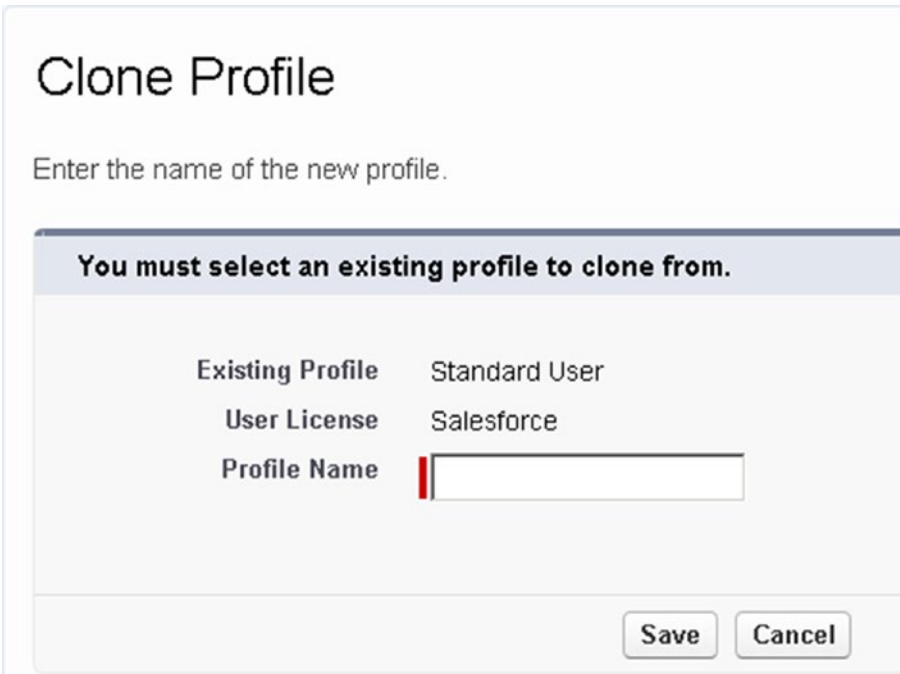 Clone Profile
Enter the name of the new profile.
You must select an existing profile to clone from.
Existing Profile Standard User
User License Salesforce
Profile Name
Save Cancel